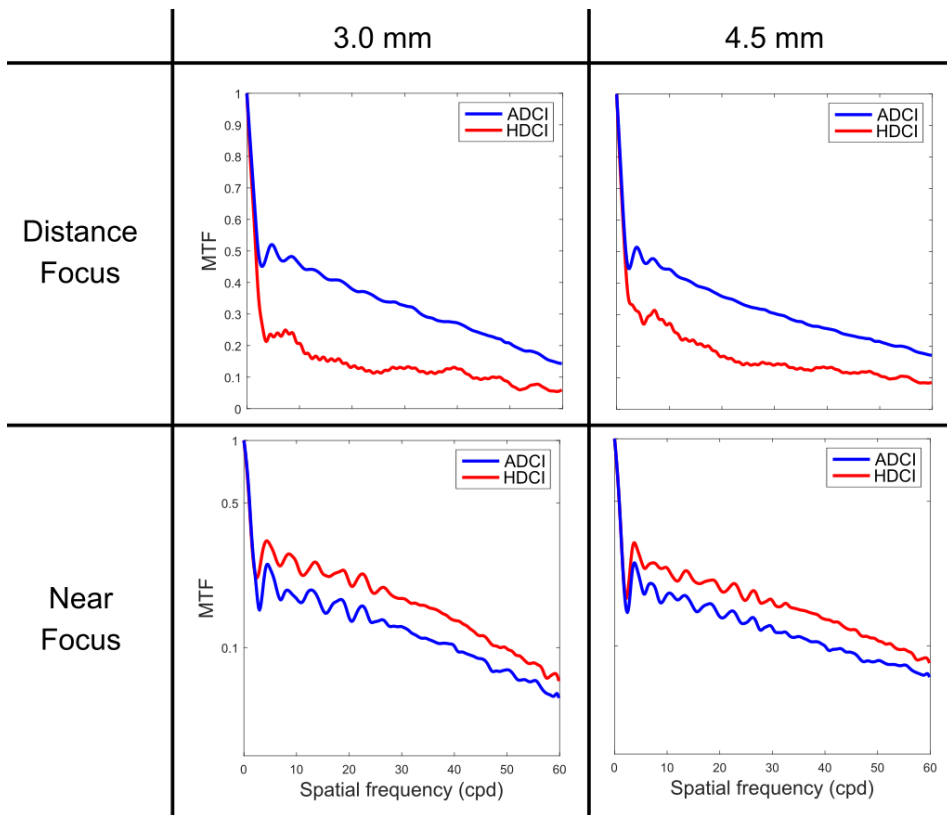 3.0 mm
4.5 mm
Distance
Focus
MTF
1
0.9
0.8
0.7
0.6
0.5
0.4
0.3
0.2
0.1
0
ADCI
HDCI
ADCI
HDCI
Near
Focus
MTF
1
0.5
0.1
ADCI
HDCI
0 10 20 30 40 50 60
Spatial frequency (cpd)
ADCI
HDCI
0 10 20 30 40 50 60
Spatial frequency (cpd)